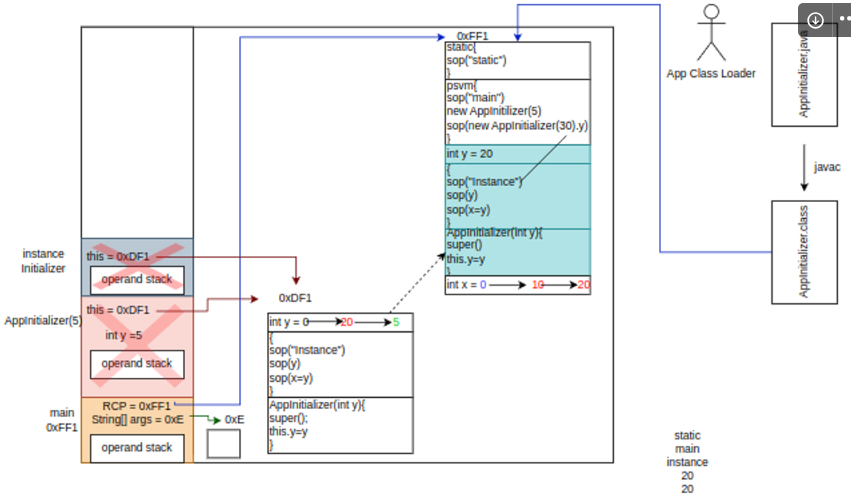 0xFF1
static{
sop("static")
}
psvm{
sop("main")
new AppInitilizer(5)
sop(new AppInitializer(30).y)
}
int y = 20
{
sop("Instance")
sop(y)
sop(x=y)
}
AppInitializer(int y){
super()
this.y=y
}
int x = 0 10 20
App Class Loader
AppInitializer.java
javac
AppInitializer.class
instance
Initializer
this = 0xDF1
operand stack
AppInitializer(5)
this = 0xDF1
int y =5
operand stack
main
0xFF1
RCP = 0xFF1
String[] args = 0xE
operand stack
0xE
0xDF1
int y = 0 20 5
{
sop("Instance")
sop(y)
sop(x=y)
}
AppInitializer(int y){
super();
this.y=y
}
static
main
instance
20
20